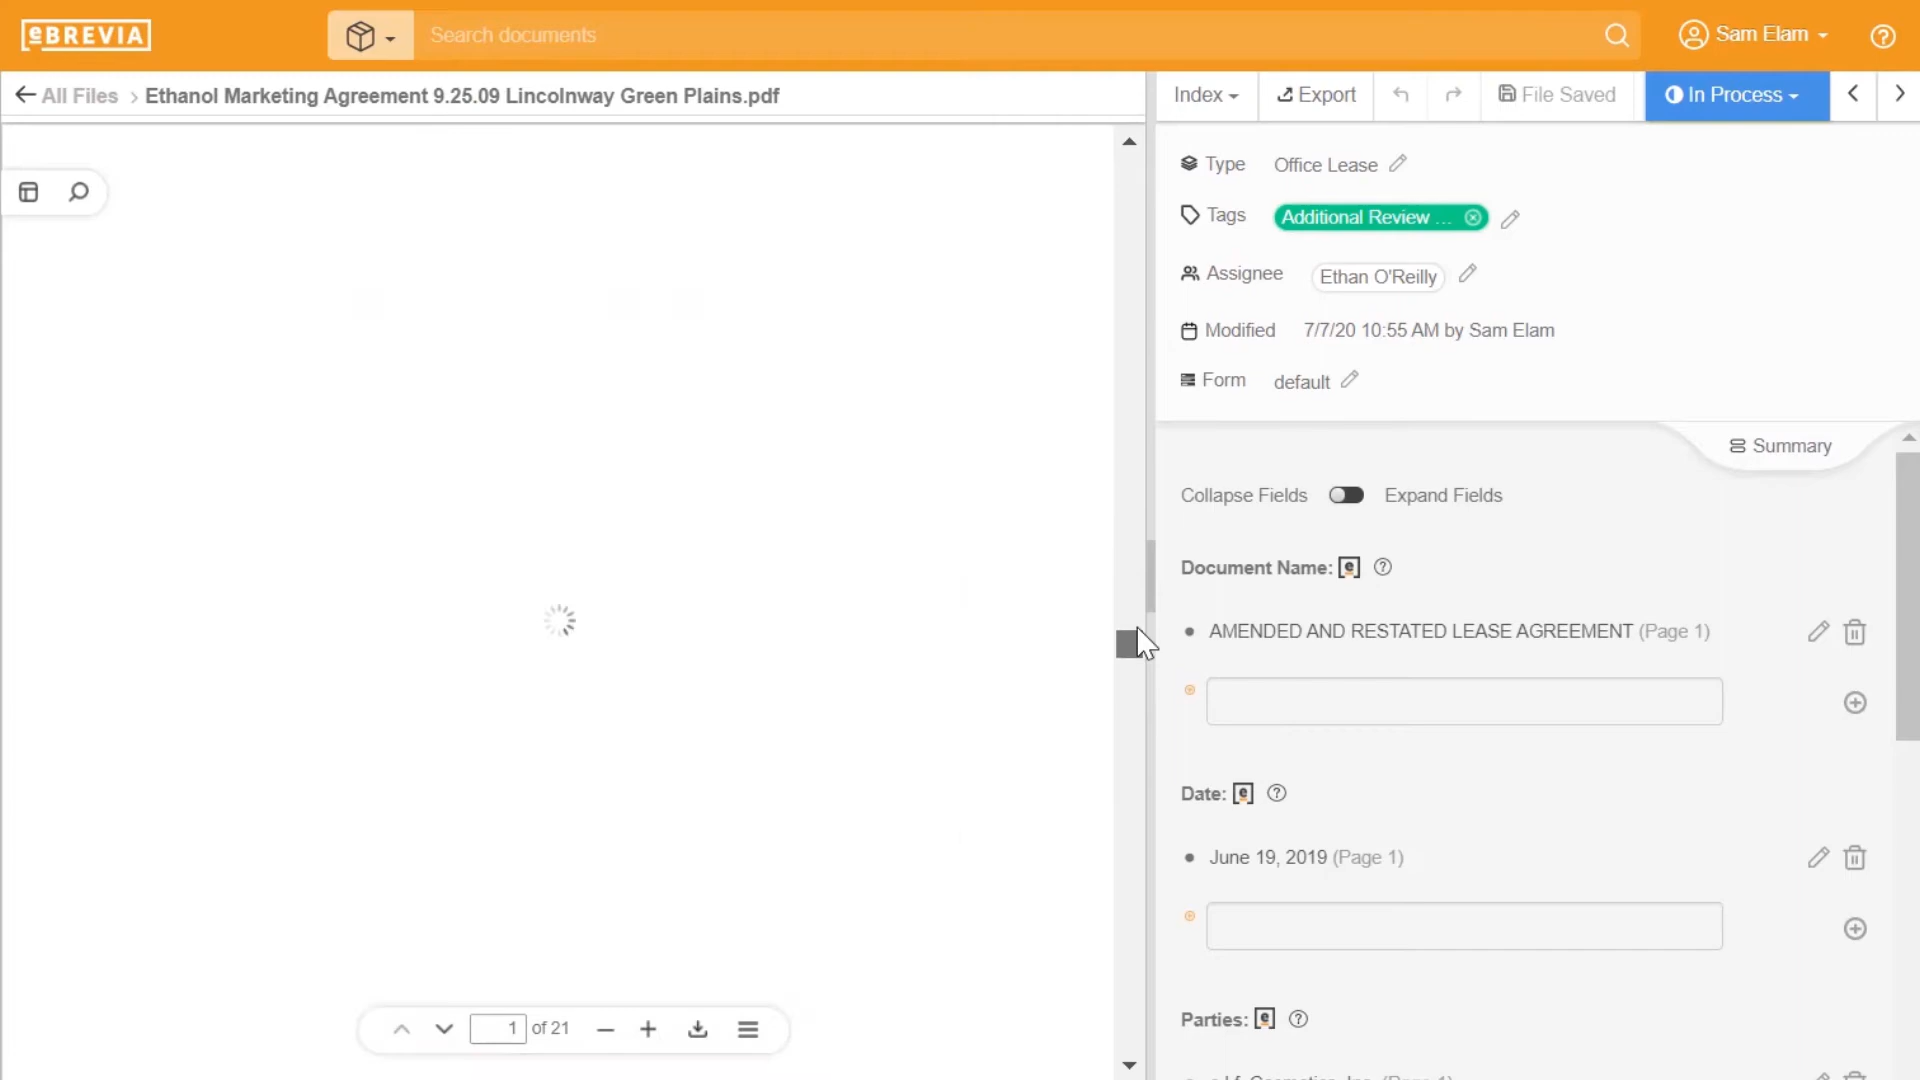 eBREVIA
Search documents
Sam Elam
All Files > Ethanol Marketing Agreement 9.25.09 Lincolnway Green Plains.pdf
Index
Export
File Saved
In Process
Type Office Lease
Tags Additional Review ...
Assignee Ethan O'Reilly
Modified 7/7/20 10:55 AM by Sam Elam
Form default
Summary
Collapse Fields Expand Fields
Document Name:
AMENDED AND RESTATED LEASE AGREEMENT (Page 1)
Date:
June 19, 2019 (Page 1)
Parties:
1 of 21